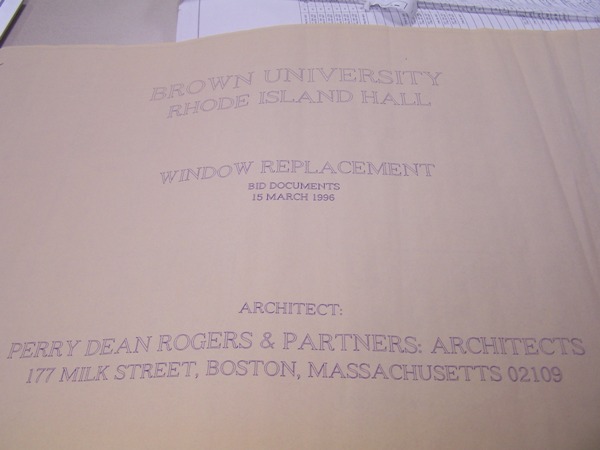 BROWN UNIVERSITY
RHODE ISLAND HALL
WINDOW REPLACEMENT
BID DOCUMENTS
15 MARCH 1996
ARCHITECT:
PERRY DEAN ROGERS & PARTNERS: ARCHITECTS
177 MILK STREET, BOSTON, MASSACHUSETTS 02109